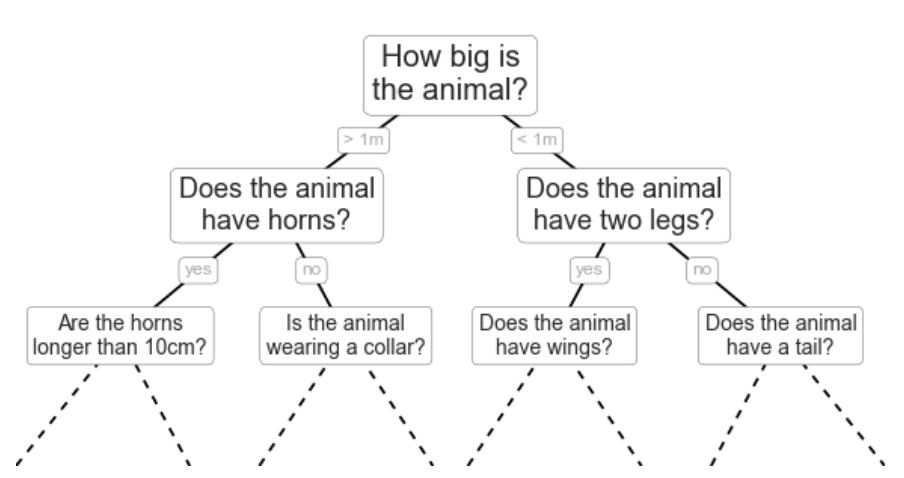 How big is
the animal?
> 1m
< 1m
Does the animal
have horns?
Does the animal
have two legs?
yes
no
yes
no
Are the horns
longer than 10cm?
Is the animal
wearing a collar?
Does the animal
have wings?
Does the animal
have a tail?